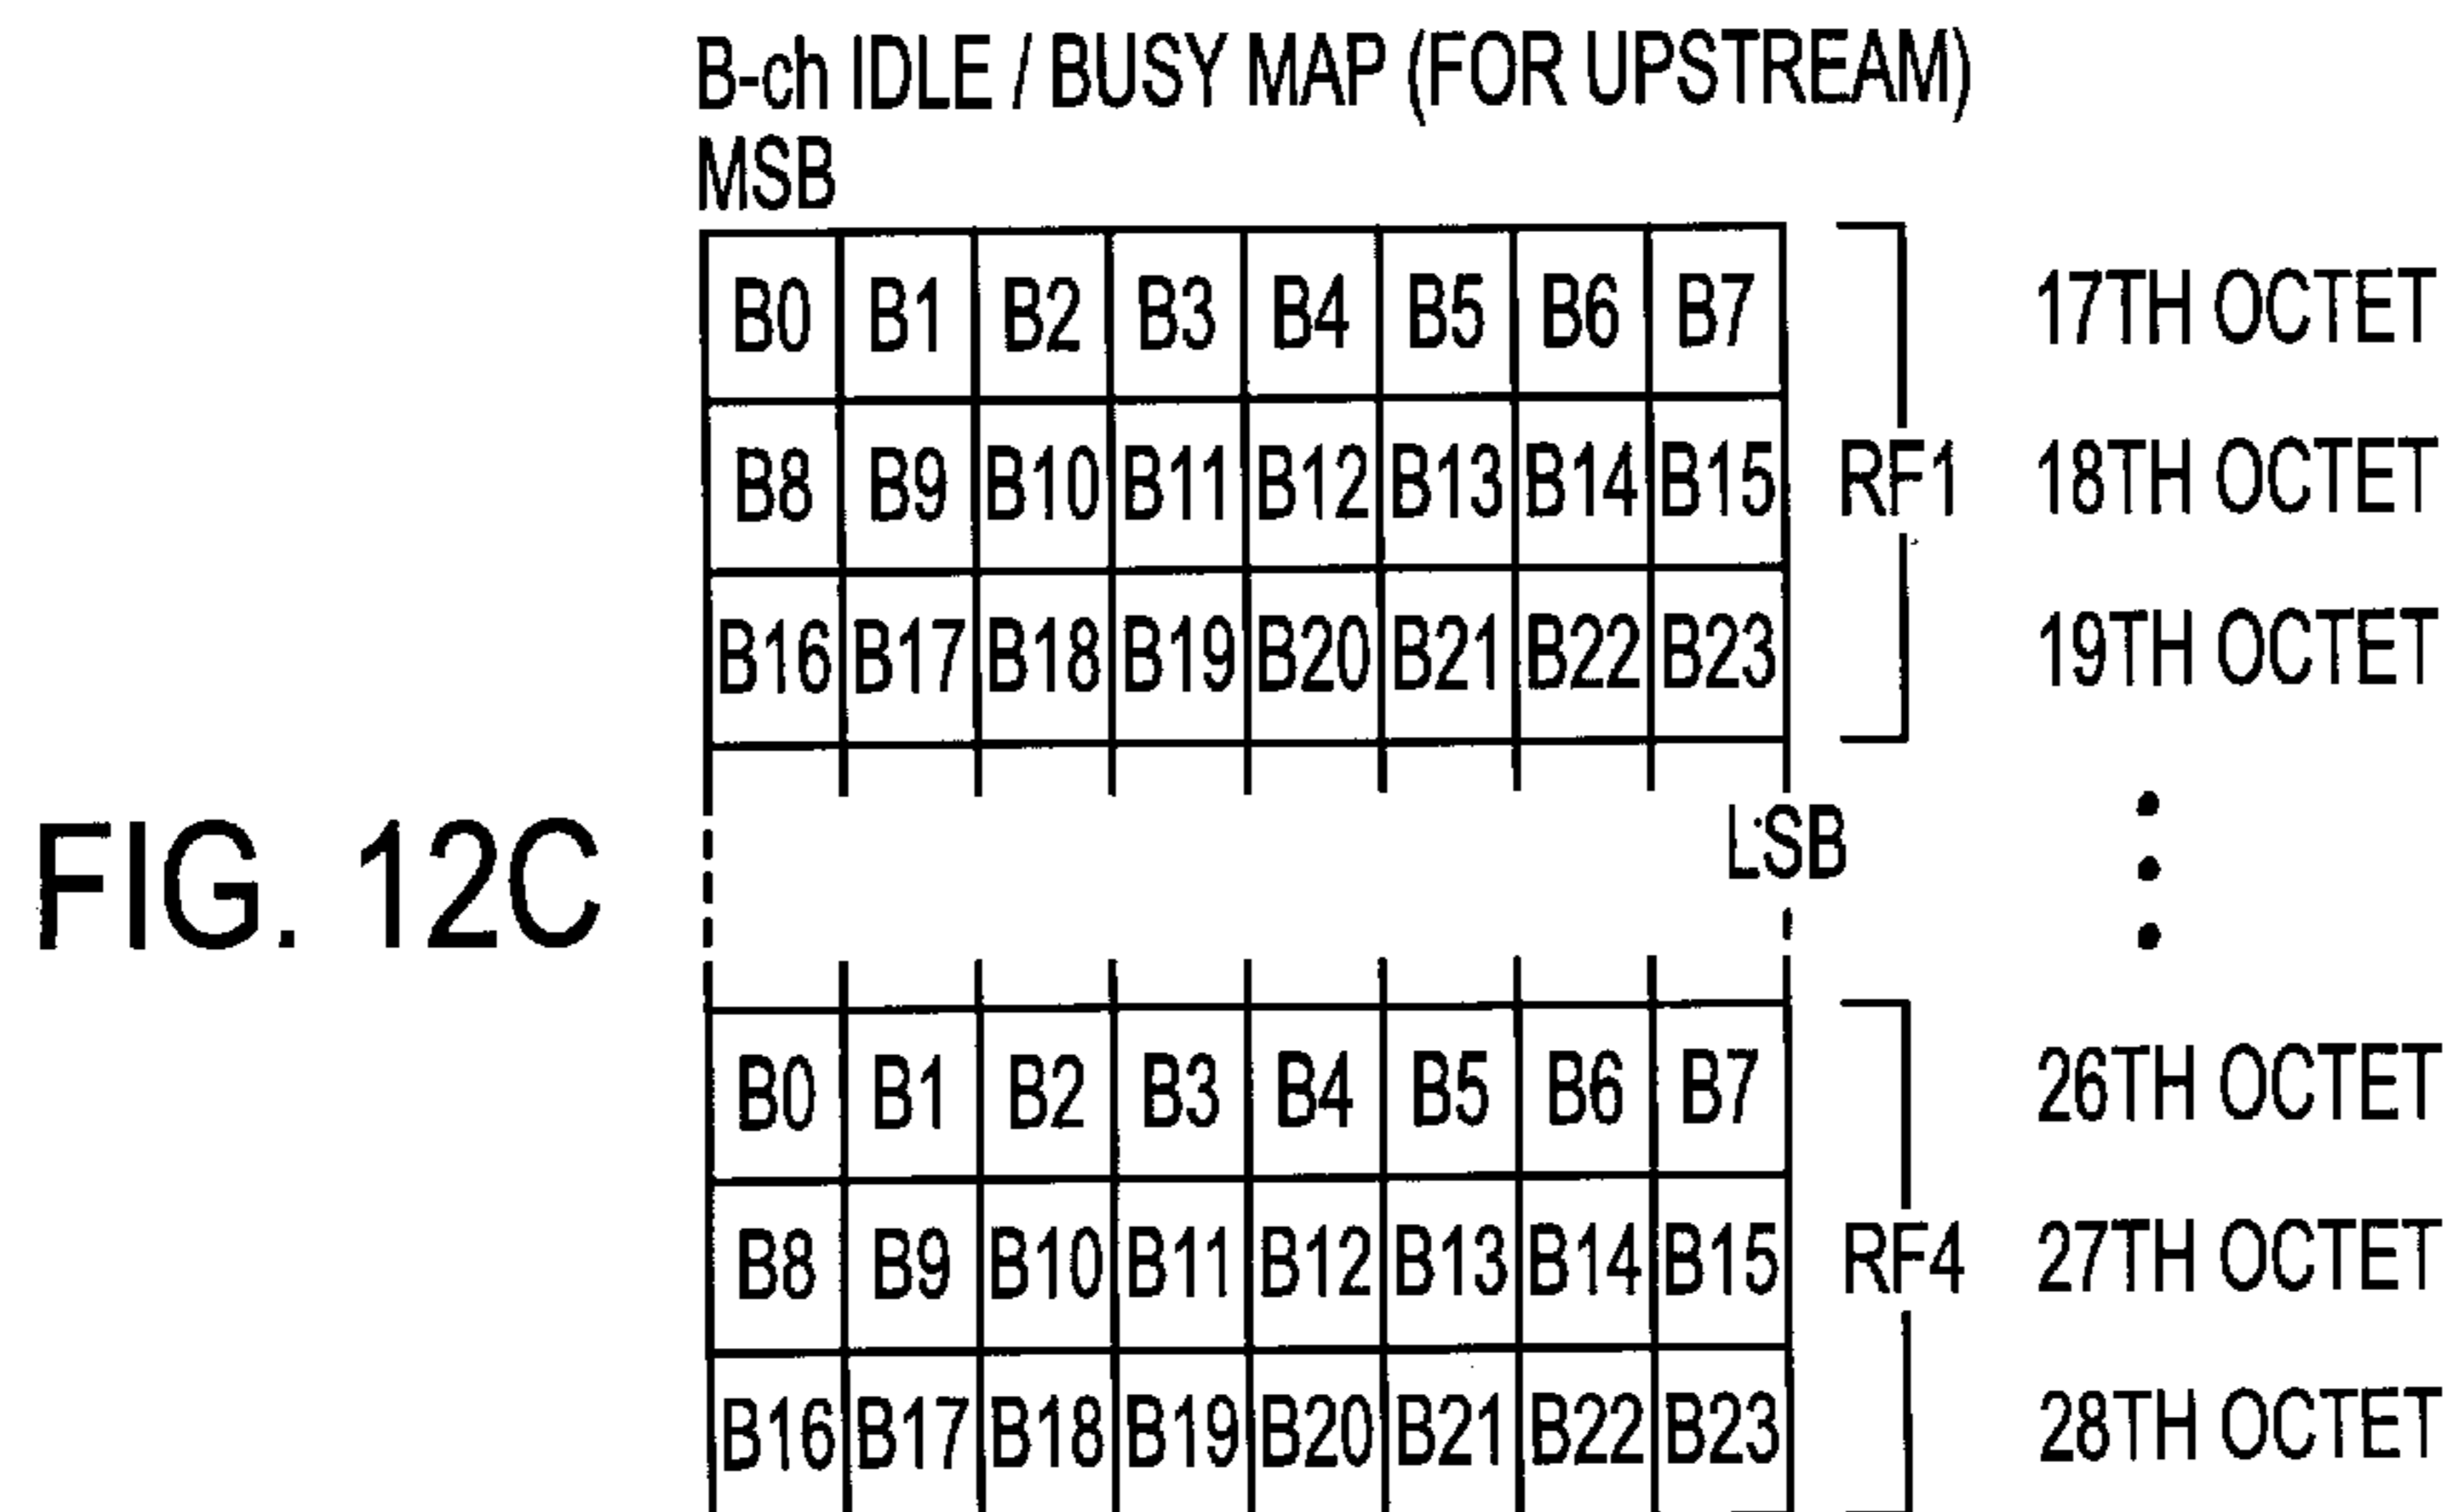 B-ch IDLE / BUSY MAP (FOR UPSTREAM)
MSB
B0 B1 B2 B3 B4 B5 B6 B7 17TH OCTET
B8 B9 B10 B11 B12 B13 B14 B15 RF1 18TH OCTET
B16 B17 B18 B19 B20 B21 B22 B23 19TH OCTET
LSB
FIG. 12C
B0 B1 B2 B3 B4 B5 B6 B7 26TH OCTET
B8 B9 B10 B11 B12 B13 B14 B15 RF4 27TH OCTET
B16 B17 B18 B19 B20 B21 B22 B23 28TH OCTET